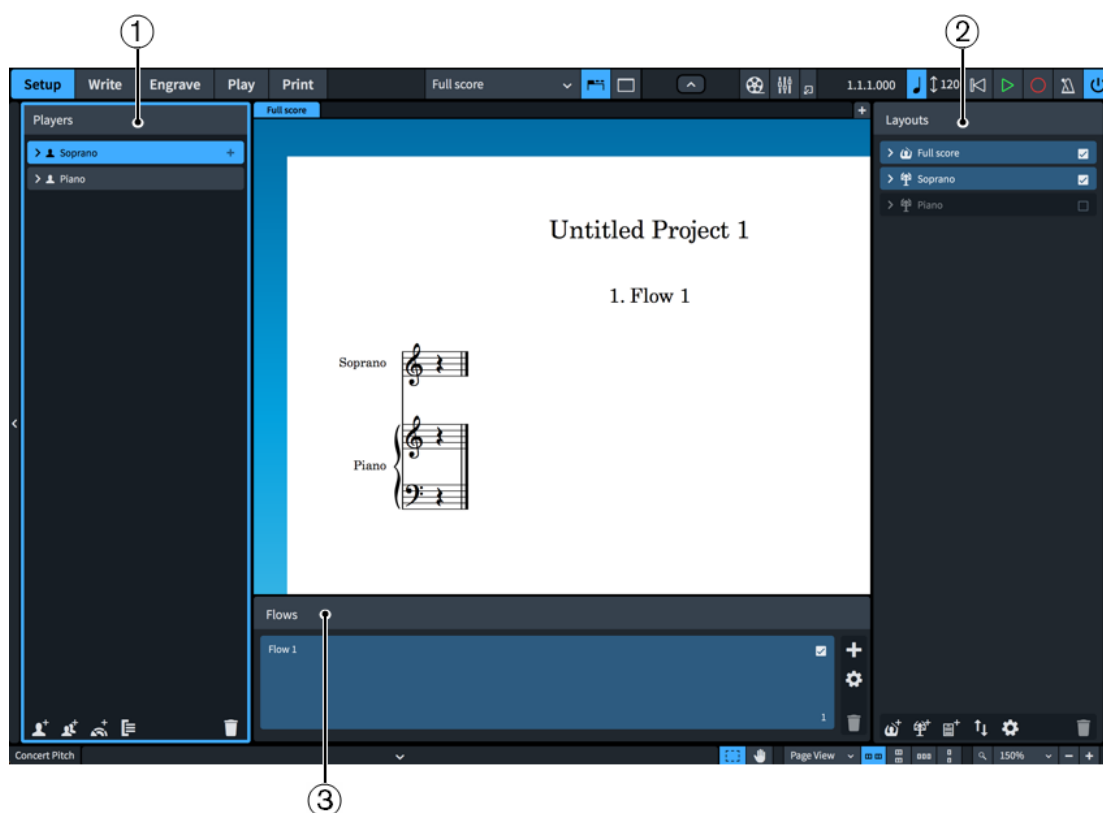 ① ②
Setup Write Engrave Play Print Full score 1.1.1.000 120
Players Full score Layouts
Soprano Full score
Piano Soprano
Piano
Untitled Project 1
1. Flow 1
Soprano
Piano
Flows
Flow 1
1
Concert Pitch Page View 150%
③